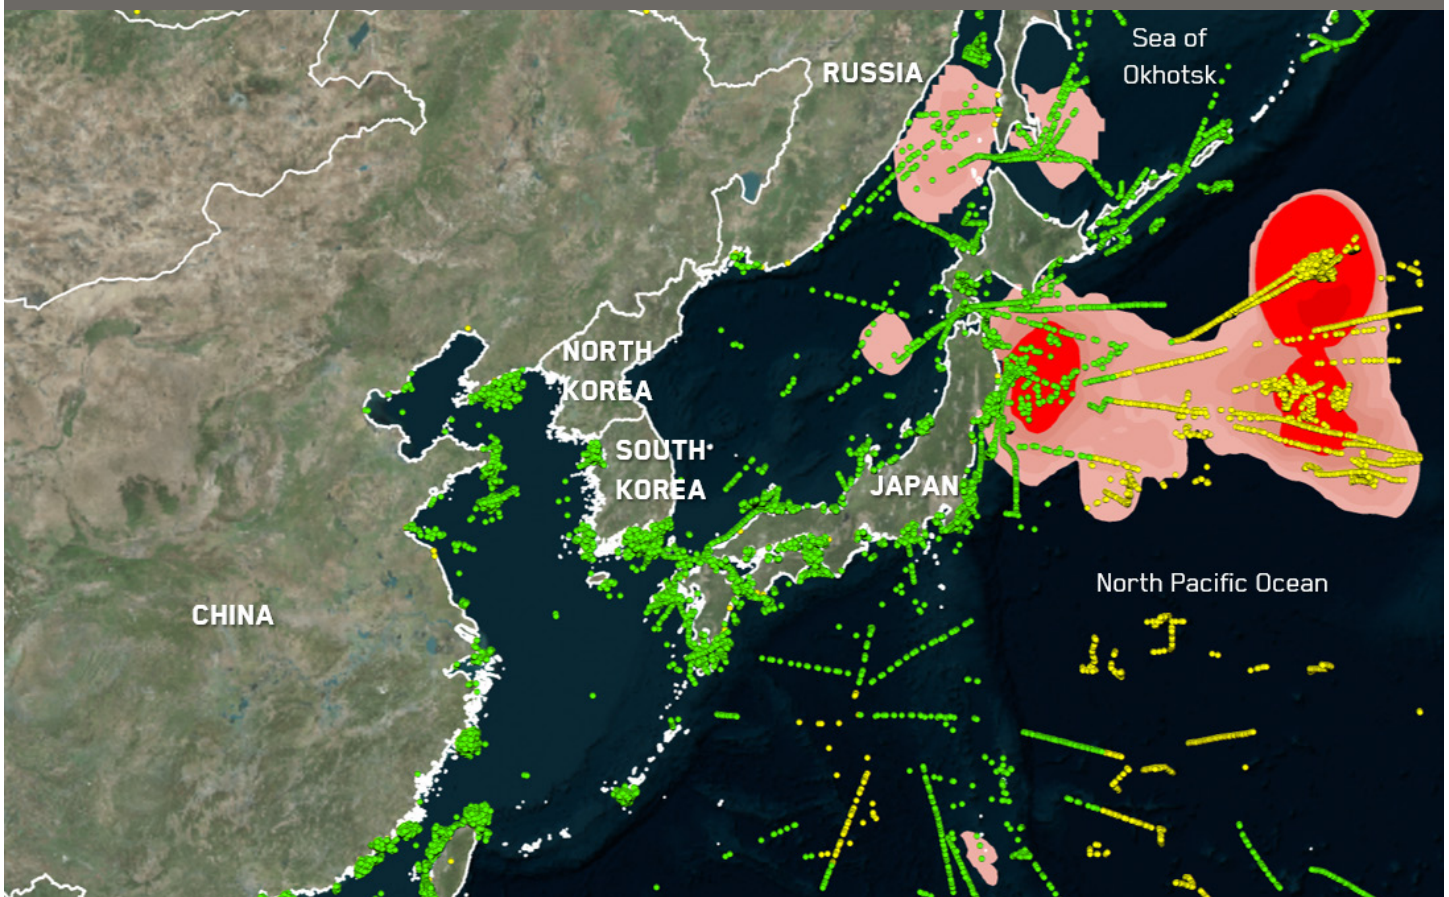 Sea of
Okhotsk
RUSSIA
NORTH
KOREA
SOUTH
KOREA
JAPAN
North Pacific Ocean
CHINA